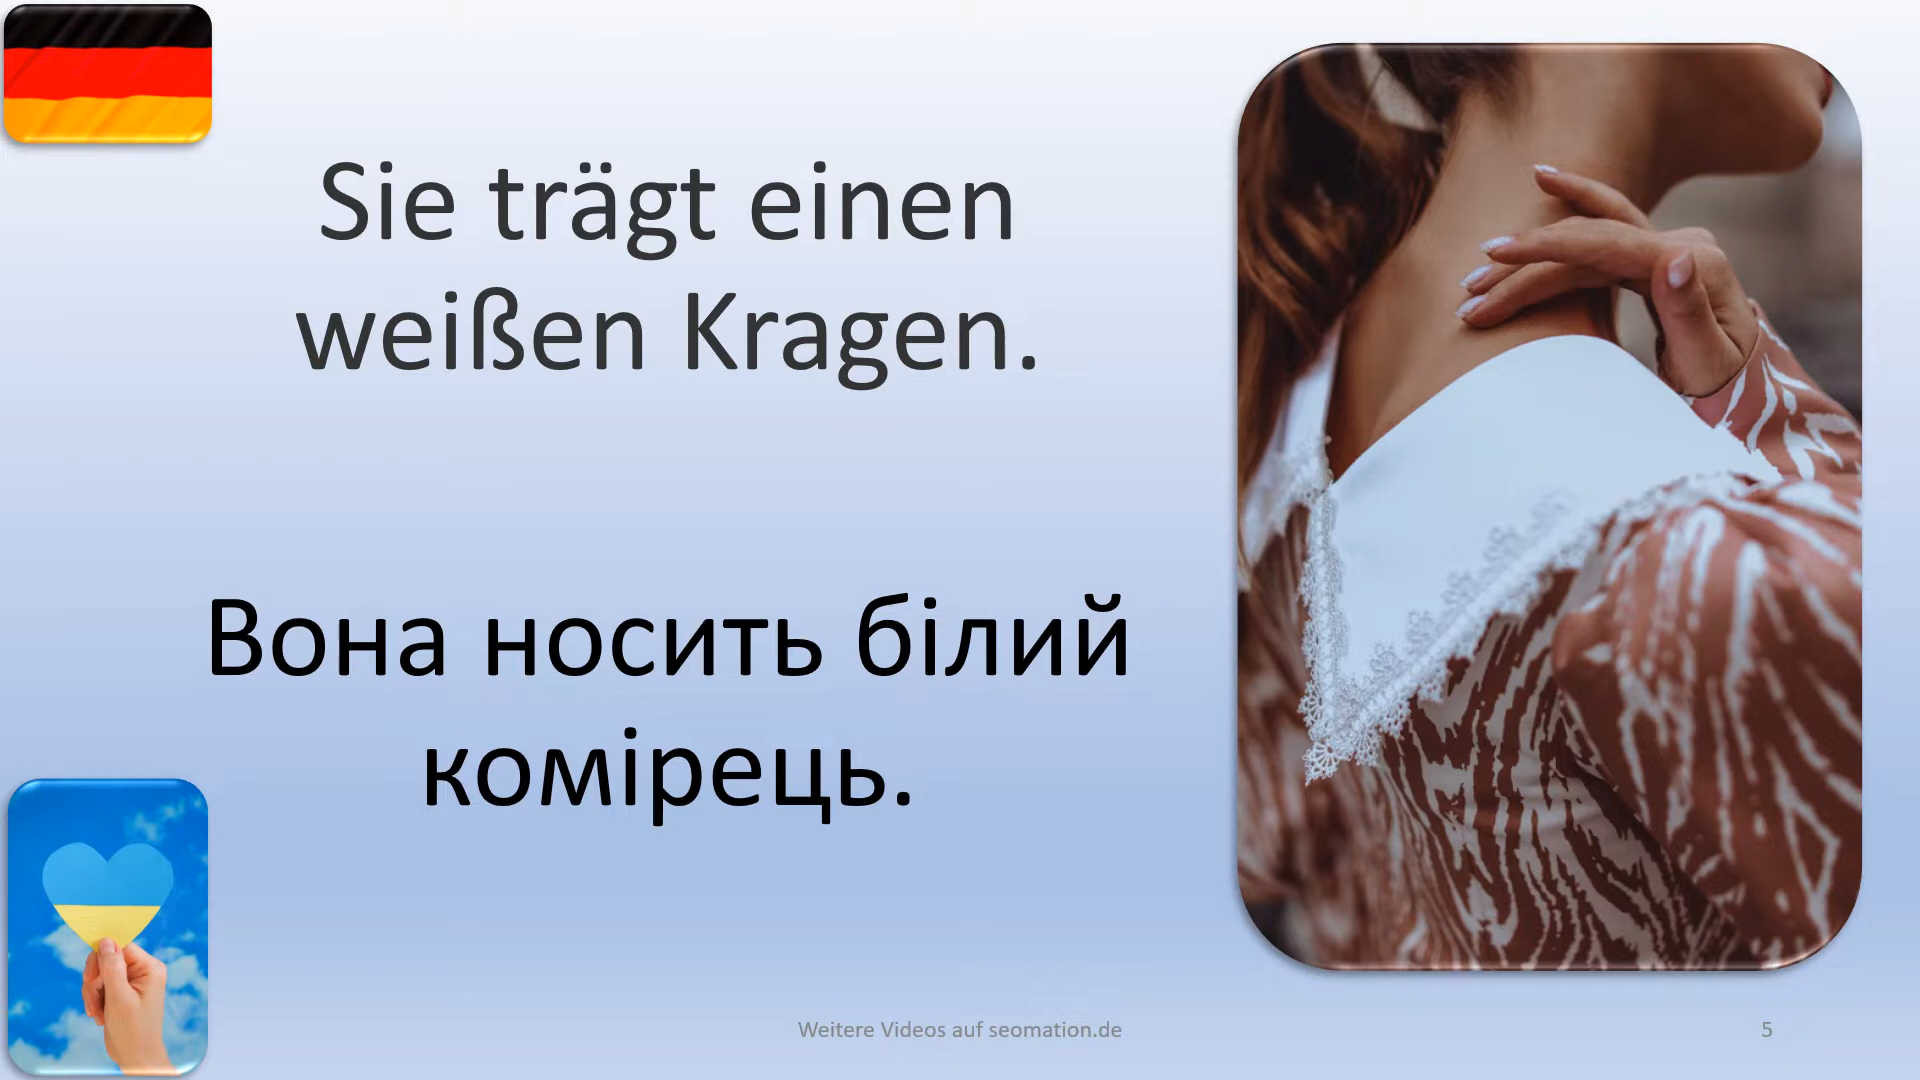 Sie trägt einen
weißen Kragen.
Вона носить білий
комірець.
Weitere Videos auf seomation.de
5